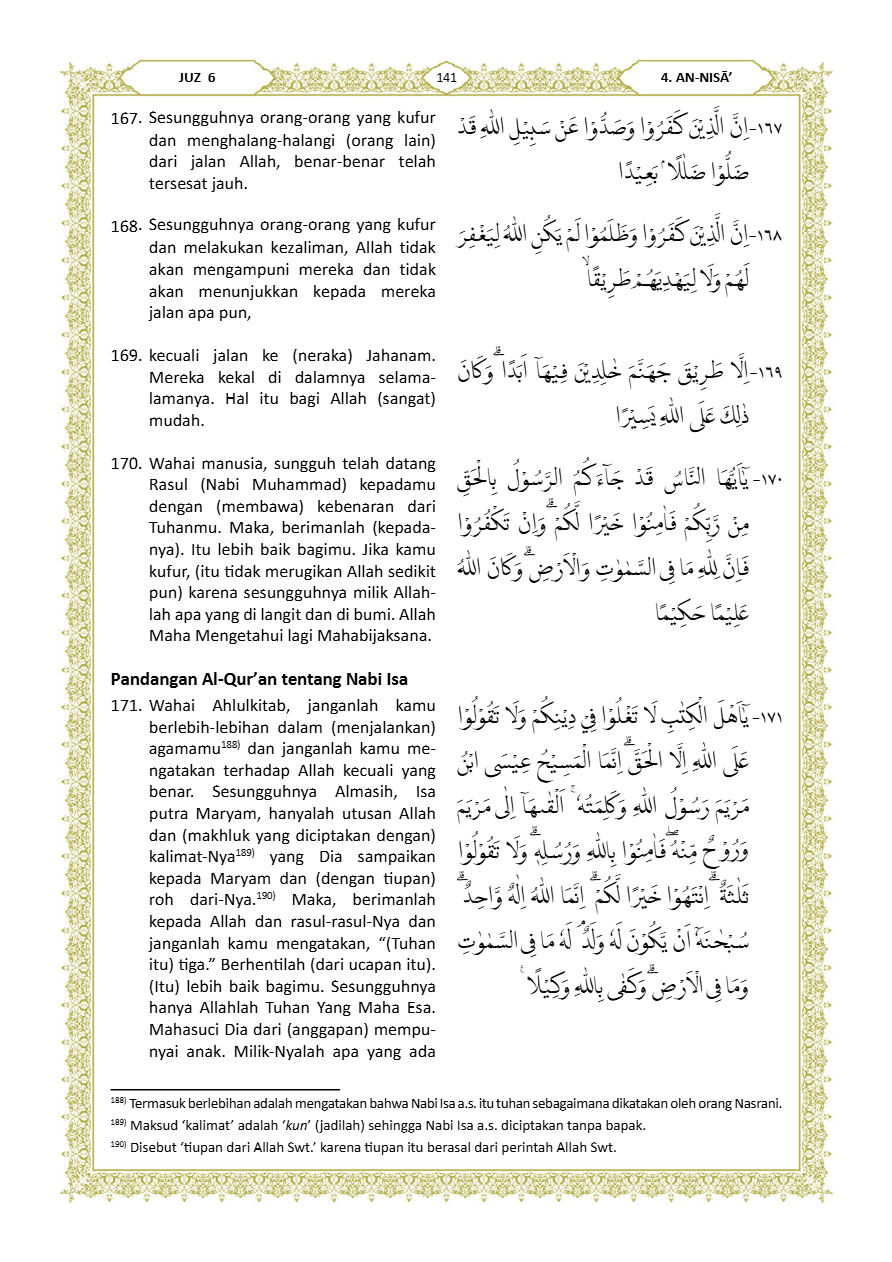 JUZ 6
141
4. AN-NISĀ’
167. Sesungguhnya orang-orang yang kufur
dan menghalang-halangi (orang lain)
dari jalan Allah, benar-benar telah
tersesat jauh.
١٦٧-اِنَّ الَّذِيْنَ كَفَرُوْا وَصَدُّوْا عَنْ سَبِيْلِ اللّٰهِ قَدْ
ضَلُّوْا ضَلٰلًا ۢ بَعِيْدًا
168. Sesungguhnya orang-orang yang kufur
dan melakukan kezaliman, Allah tidak
akan mengampuni mereka dan tidak
akan menunjukkan kepada mereka
jalan apa pun,
١٦٨-اِنَّ الَّذِيْنَ كَفَرُوْا وَظَلَمُوْا لَمْ يَكُنِ اللّٰهُ لِيَغْفِرَ
لَهُمْ وَلَا لِيَهْدِيَهُمْ طَرِيْقًاۙ
169. kecuali jalan ke (neraka) Jahanam.
Mereka kekal di dalamnya selama-
lamanya. Hal itu bagi Allah (sangat)
mudah.
١٦٩-اِلَّا طَرِيْقَ جَهَنَّمَ خٰلِدِيْنَ فِيْهَآ اَبَدًاۗ وَكَانَ
ذٰلِكَ عَلَى اللّٰهِ يَسِيْرًا
170. Wahai manusia, sungguh telah datang
Rasul (Nabi Muhammad) kepadamu
dengan (membawa) kebenaran dari
Tuhanmu. Maka, berimanlah (kepada-
nya). Itu lebih baik bagimu. Jika kamu
kufur, (itu tidak merugikan Allah sedikit
pun) karena sesungguhnya milik Allah-
lah apa yang di langit dan di bumi. Allah
Maha Mengetahui lagi Mahabijaksana.
١٧٠-يٰٓاَيُّهَا النَّاسُ قَدْ جَاۤءَكُمُ الرَّسُوْلُ بِالْحَقِّ
مِنْ رَّبِّكُمْ فَاٰمِنُوْا خَيْرًا لَّكُمْۗ وَاِنْ تَكْفُرُوْا
فَاِنَّ لِلّٰهِ مَا فِى السَّمٰوٰتِ وَالْاَرْضِۗ وَكَانَ اللّٰهُ
عَلِيْمًا حَكِيْمًا
Pandangan Al-Qur’an tentang Nabi Isa
171. Wahai Ahlulkitab, janganlah kamu
berlebih-lebihan dalam (menjalankan)
agamamu¹⁸⁸⁾ dan janganlah kamu me-
ngatakan terhadap Allah kecuali yang
benar. Sesungguhnya Almasih, Isa
putra Maryam, hanyalah utusan Allah
dan (makhluk yang diciptakan dengan)
kalimat-Nya¹⁸⁹⁾ yang Dia sampaikan
kepada Maryam dan (dengan tiupan)
roh dari-Nya.¹⁹⁰⁾ Maka, berimanlah
kepada Allah dan rasul-rasul-Nya dan
janganlah kamu mengatakan, “(Tuhan
itu) tiga.” Berhentilah (dari ucapan itu).
(Itu) lebih baik bagimu. Sesungguhnya
hanya Allahlah Tuhan Yang Maha Esa.
Mahasuci Dia dari (anggapan) mempu-
nyai anak. Milik-Nyalah apa yang ada
١٧١-يٰٓاَهْلَ الْكِتٰبِ لَا تَغْلُوْا فِيْ دِيْنِكُمْ وَلَا تَقُوْلُوْا
عَلَى اللّٰهِ اِلَّا الْحَقَّۗ اِنَّمَا الْمَسِيْحُ عِيْسَى ابْنُ
مَرْيَمَ رَسُوْلُ اللّٰهِ وَكَلِمَتُهٗ ۚ اَلْقٰىهَآ اِلٰى مَرْيَمَ
وَرُوْحٌ مِّنْهُ ۖفَاٰمِنُوْا بِاللّٰهِ وَرُسُلِهٖۗ وَلَا تَقُوْلُوْا
ثَلٰثَةٌۗ اِنْتَهُوْا خَيْرًا لَّكُمْۗ اِنَّمَا اللّٰهُ اِلٰهٌ وَّاحِدٌۗ
سُبْحٰنَهٗٓ اَنْ يَّكُوْنَ لَهٗ وَلَدٌ ۘ لَهٗ مَا فِى السَّمٰوٰتِ
وَمَا فِى الْاَرْضِۗ وَكَفٰى بِاللّٰهِ وَكِيْلًا ࣖ
¹⁸⁸⁾ Termasuk berlebihan adalah mengatakan bahwa Nabi Isa a.s. itu tuhan sebagaimana dikatakan oleh orang Nasrani.
¹⁸⁹⁾ Maksud ‘kalimat’ adalah ‘kun’ (jadilah) sehingga Nabi Isa a.s. diciptakan tanpa bapak.
¹⁹⁰⁾ Disebut ‘tiupan dari Allah Swt.’ karena tiupan itu berasal dari perintah Allah Swt.